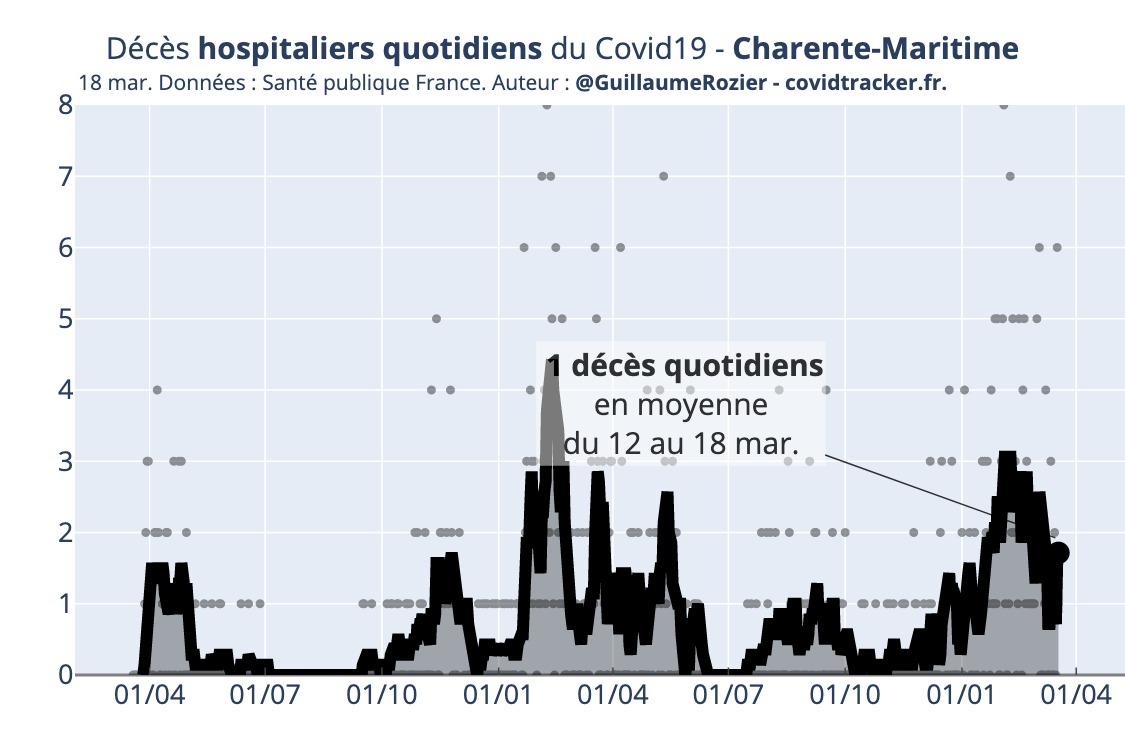 Décès hospitaliers quotidiens du Covid19 - Charente-Maritime
18 mar. Données : Santé publique France. Auteur : @GuillaumeRozier - covidtracker.fr.
8
7
6
5
4
3
2
1
0
1 décès quotidiens
en moyenne
du 12 au 18 mar.
01/04 01/07 01/10 01/01 01/04 01/07 01/10 01/01 01/04